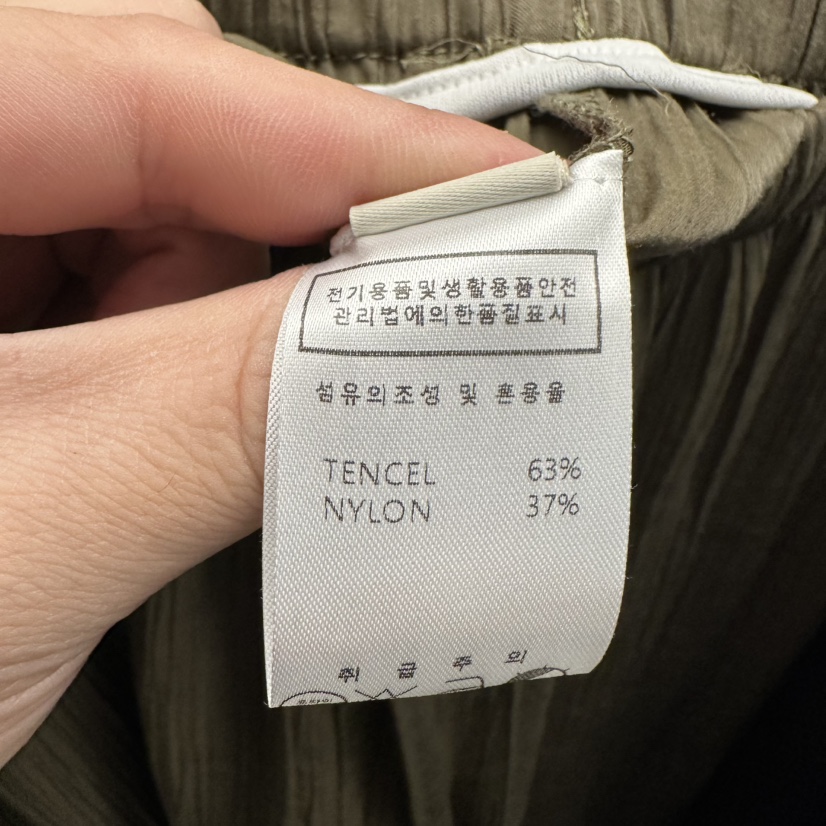 전기용품및생활용품안전
관리법에의한품질표시
섬유의조성 및 혼용율
TENCEL 63%
NYLON 37%
취급주의